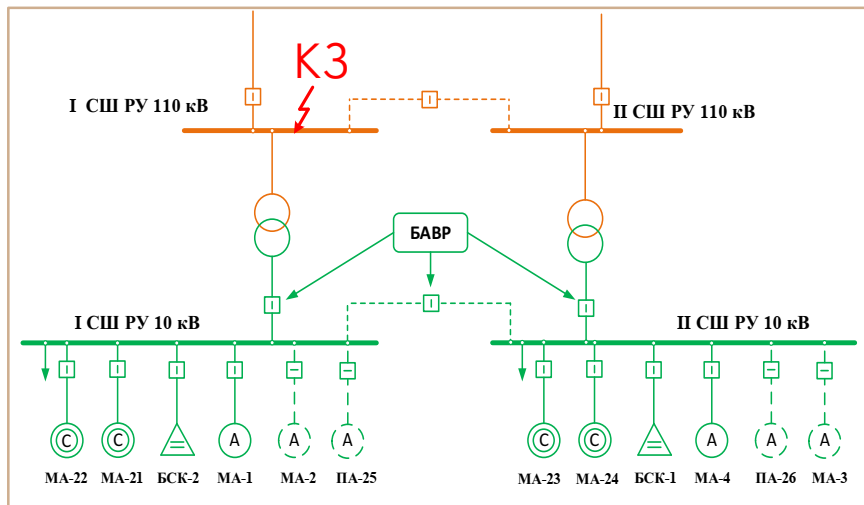 КЗ
I СШ РУ 110 кВ
II СШ РУ 110 кВ
БАВР
I СШ РУ 10 кВ
II СШ РУ 10 кВ
С
С
А
А
А
С
С
А
А
А
МА-22
МА-21
БСК-2
МА-1
МА-2
ПА-25
МА-23
МА-24
БСК-1
МА-4
ПА-26
МА-3